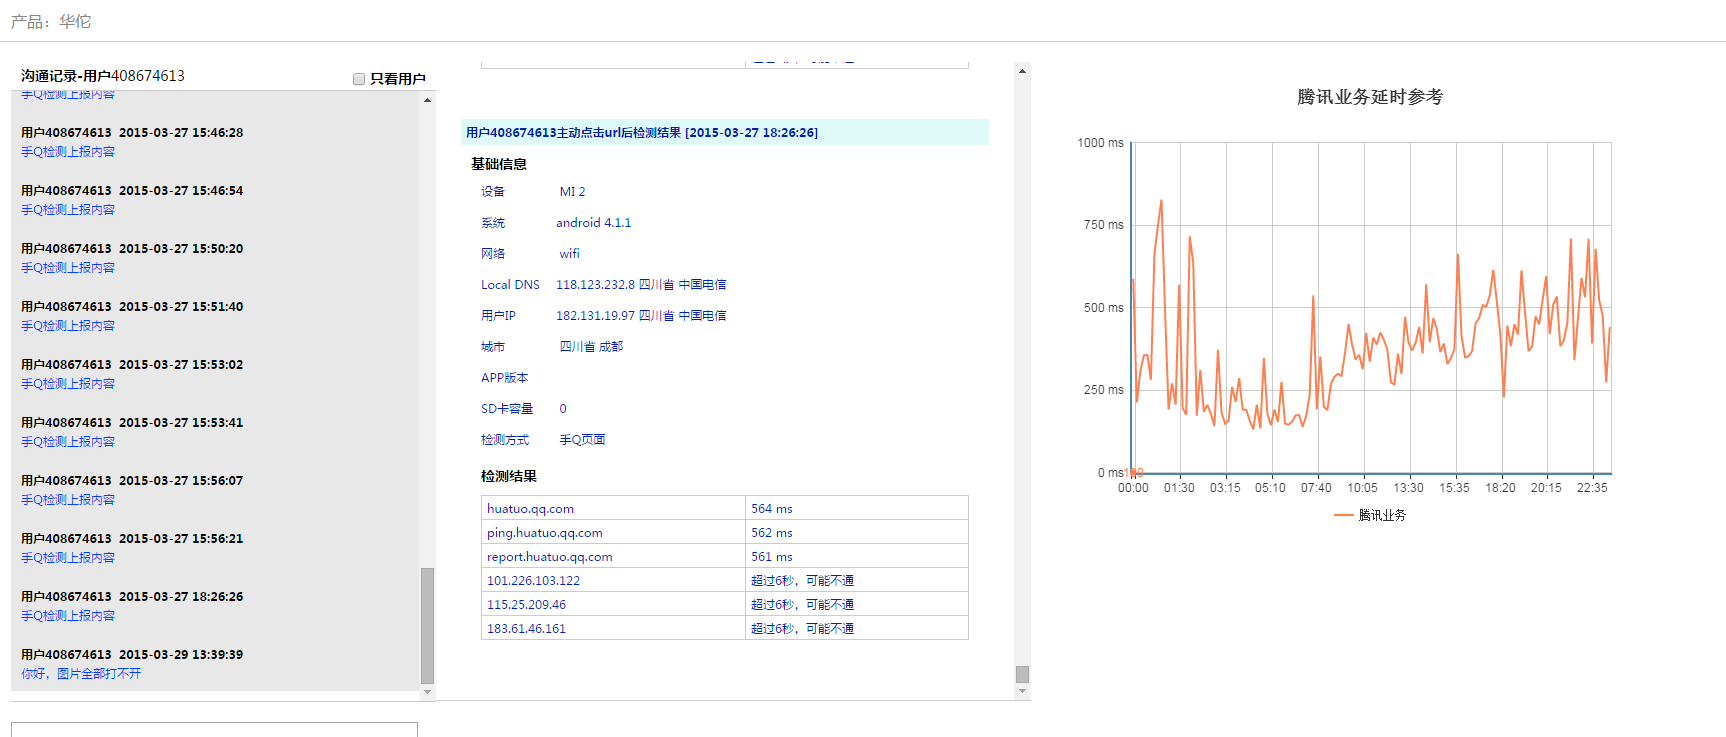 产品：华佗
沟通记录-用户408674613
只看用户
手Q检测上报内容
用户408674613 2015-03-27 15:46:28
手Q检测上报内容
用户408674613 2015-03-27 15:46:54
手Q检测上报内容
用户408674613 2015-03-27 15:50:20
手Q检测上报内容
用户408674613 2015-03-27 15:51:40
手Q检测上报内容
用户408674613 2015-03-27 15:53:02
手Q检测上报内容
用户408674613 2015-03-27 15:53:41
手Q检测上报内容
用户408674613 2015-03-27 15:56:07
手Q检测上报内容
用户408674613 2015-03-27 15:56:21
手Q检测上报内容
用户408674613 2015-03-27 18:26:26
手Q检测上报内容
用户408674613 2015-03-29 13:39:39
你好，图片全部打不开
用户408674613主动点击url后检测结果 [2015-03-27 18:26:26]
基础信息
设备 MI 2
系统 android 4.1.1
网络 wifi
Local DNS 118.123.232.8 四川省 中国电信
用户IP 182.131.19.97 四川省 中国电信
城市 四川省 成都
APP版本
SD卡容量 0
检测方式 手Q页面
检测结果
huatuo.qq.com 564 ms
ping.huatuo.qq.com 562 ms
report.huatuo.qq.com 561 ms
101.226.103.122 超过6秒，可能不通
115.25.209.46 超过6秒，可能不通
183.61.46.161 超过6秒，可能不通
腾讯业务延时参考
1000 ms
750 ms
500 ms
250 ms
0 ms
00:00 01:30 03:15 05:10 07:40 10:05 13:30 15:35 18:20 20:15 22:35
腾讯业务